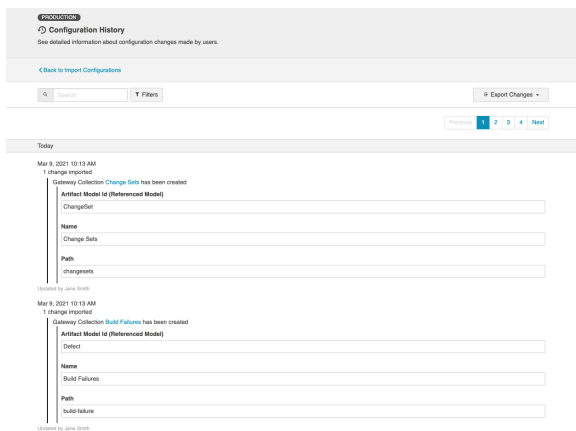 PRODUCTION
Configuration History
See detailed information about configuration changes made by users.
Back to Import Configurations
Search
Filters
Export Changes
Previous 1 2 3 4 Next
Today
Mar 9, 2021 10:13 AM
1 change imported
Gateway Collection Change Sets has been created
Artifact Model Id (Referenced Model)
ChangeSet
Name
Change Sets
Path
changesets
Updated by Jane Smith
Mar 9, 2021 10:13 AM
1 change imported
Gateway Collection Build Failures has been created
Artifact Model Id (Referenced Model)
Defect
Name
Build Failures
Path
build-failure
Updated by Jane Smith